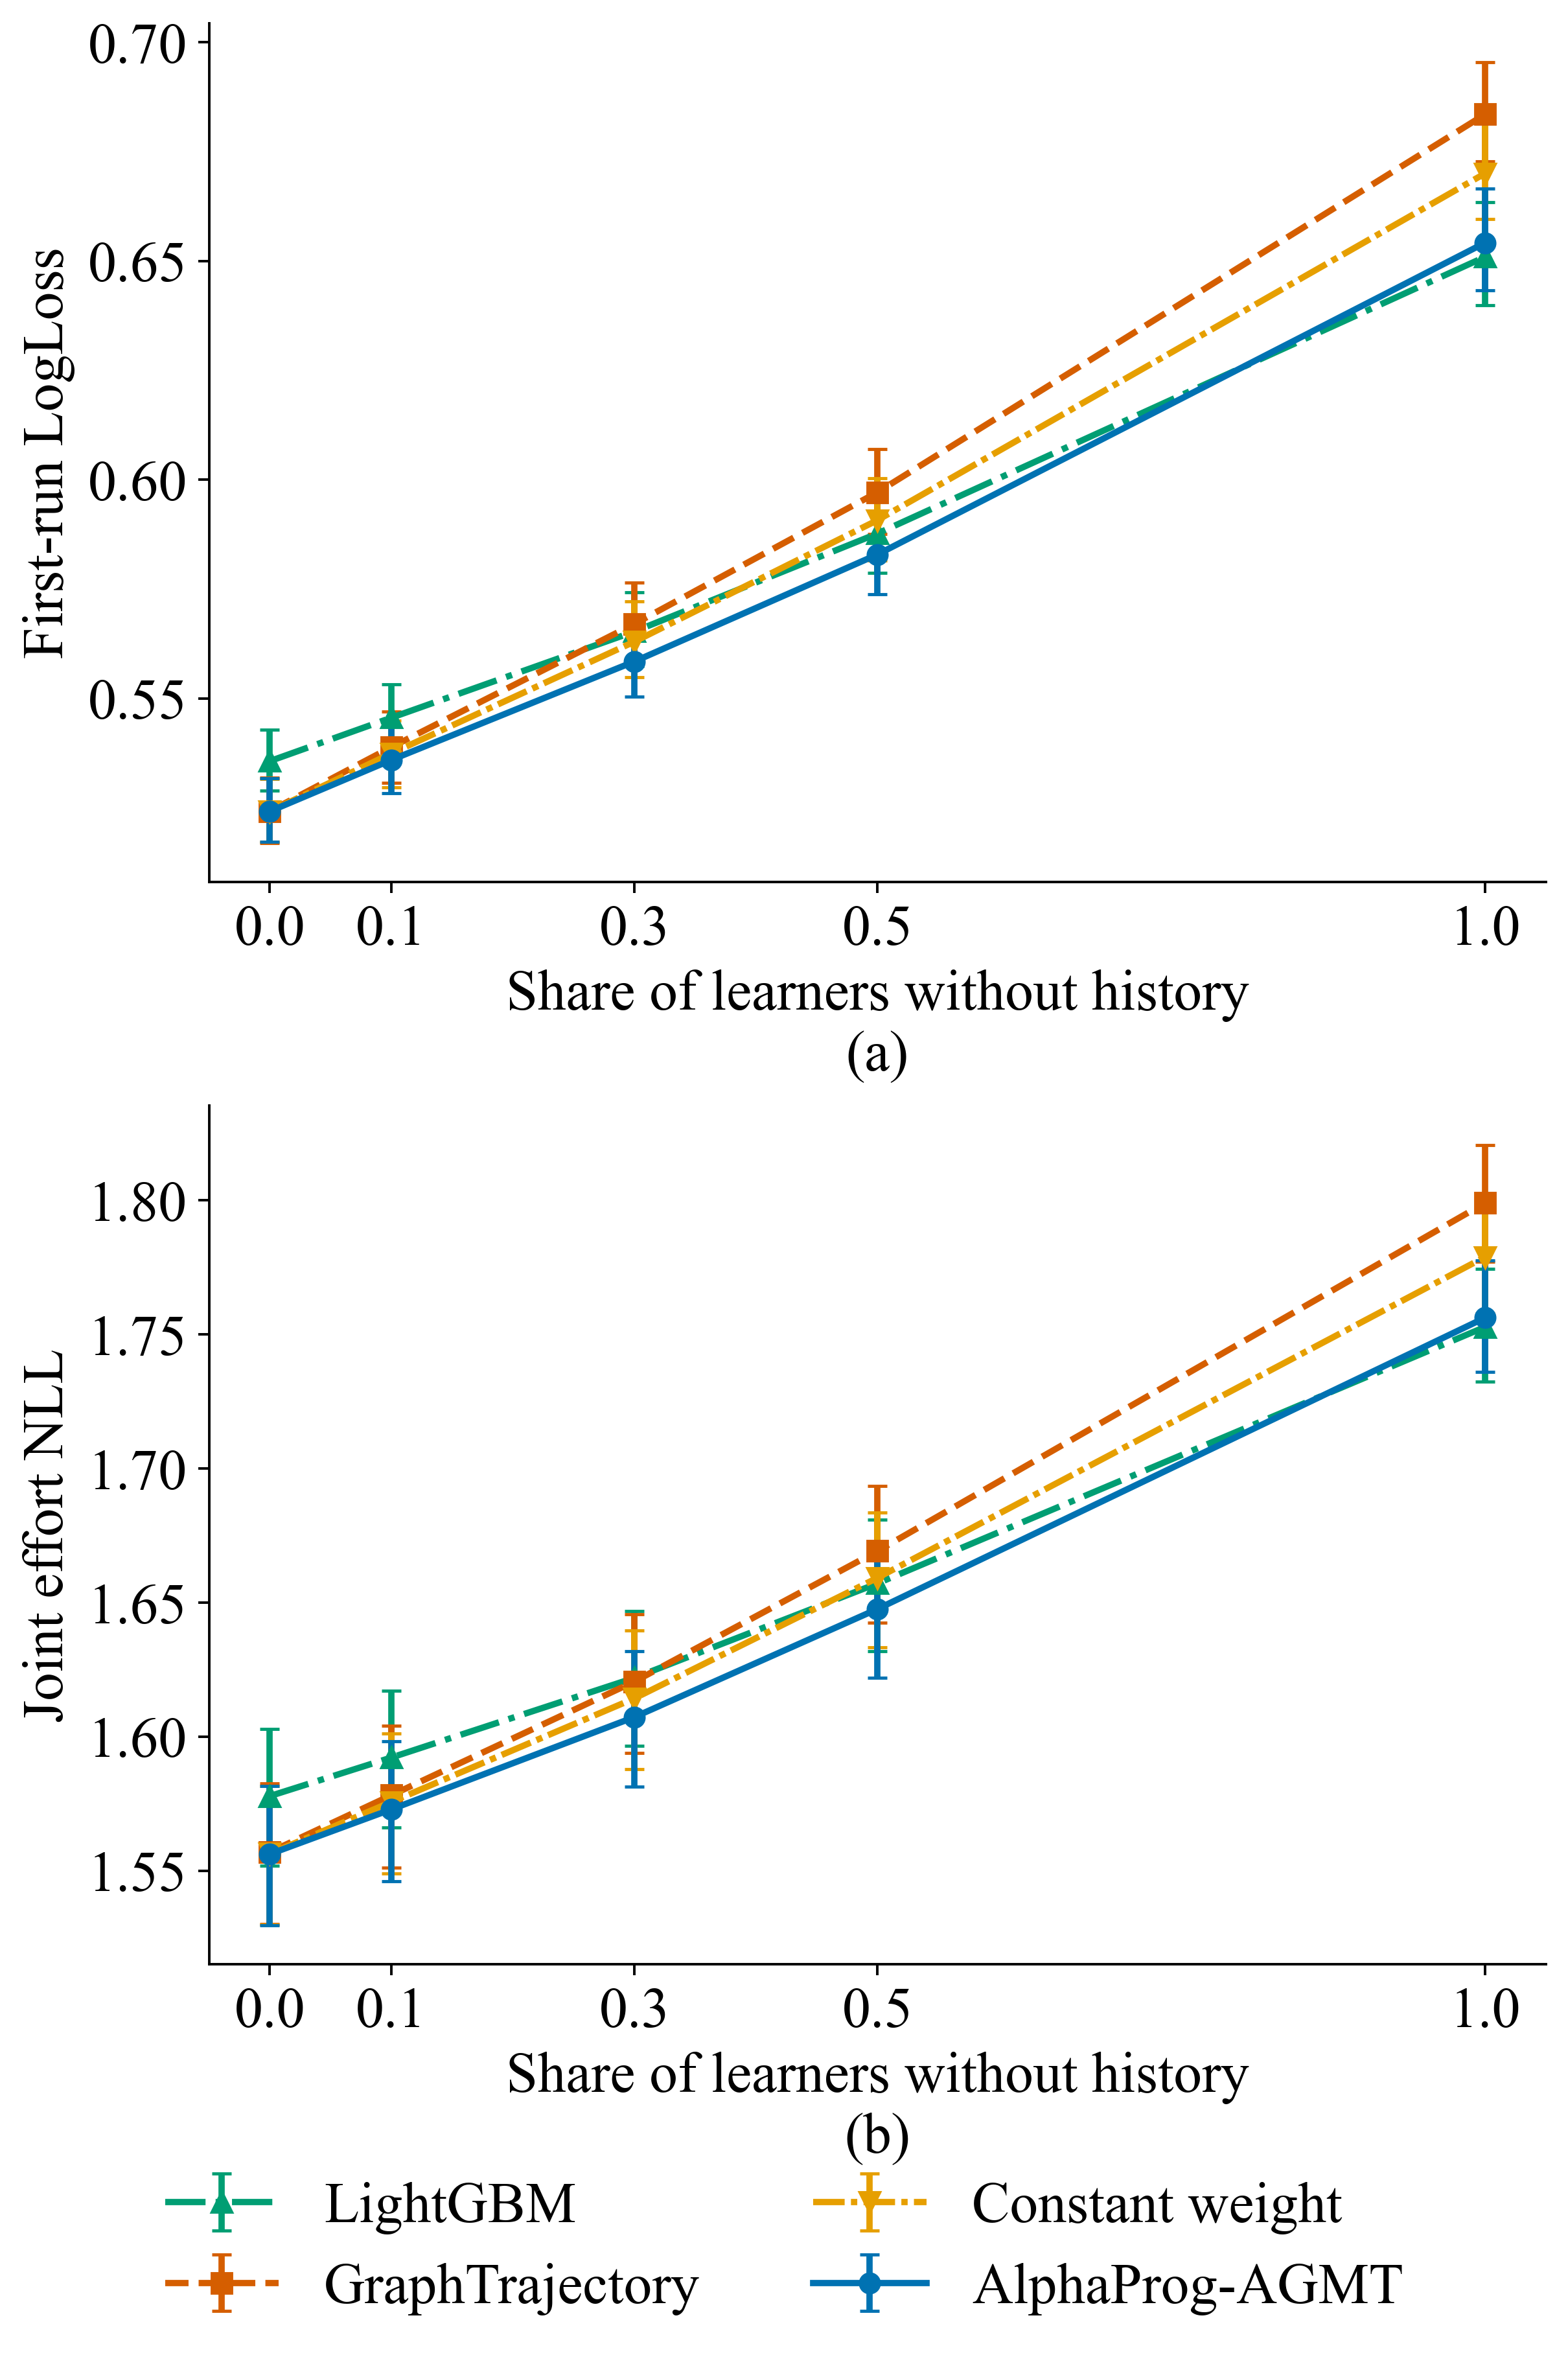 0.70
0.65
0.60
0.55
First-run LogLoss
0.0 0.1 0.3 0.5 1.0
Share of learners without history
(a)
1.80
1.75
1.70
1.65
1.60
1.55
Joint effort NLL
0.0 0.1 0.3 0.5 1.0
Share of learners without history
(b)
LightGBM Constant weight
GraphTrajectory AlphaProg-AGMT